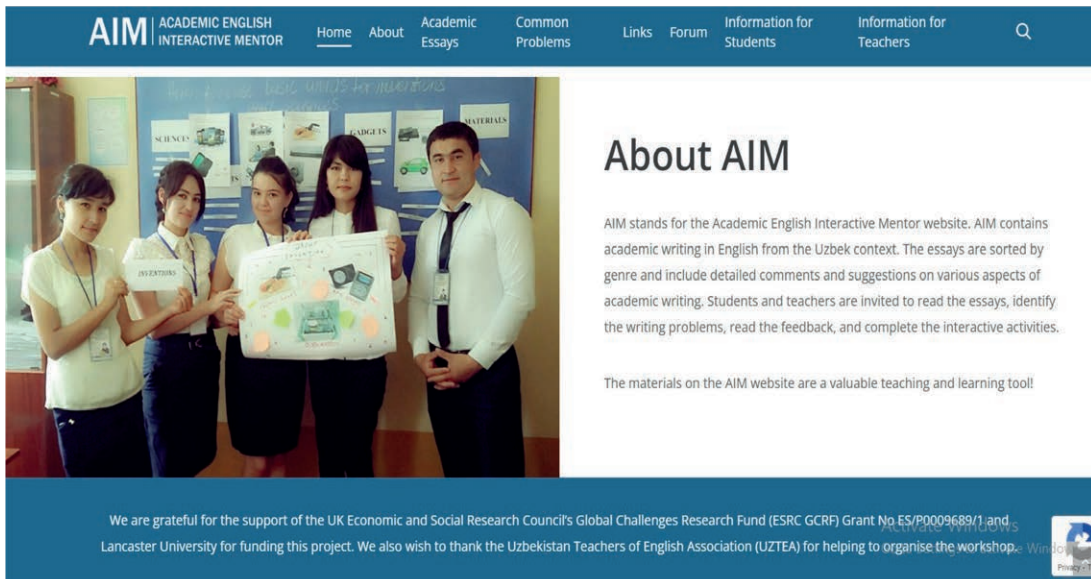 AIM ACADEMIC ENGLISH
INTERACTIVE MENTOR
Home About Academic Essays Common Problems Links Forum Information for Students Information for Teachers
SCIENCES
GADGETS
MATERIALS
INVENTIONS
About AIM
AIM stands for the Academic English Interactive Mentor website. AIM contains
academic writing in English from the Uzbek context. The essays are sorted by
genre and include detailed comments and suggestions on various aspects of
academic writing. Students and teachers are invited to read the essays, identify
the writing problems, read the feedback, and complete the interactive activities.
The materials on the AIM website are a valuable teaching and learning tool!
We are grateful for the support of the UK Economic and Social Research Council's Global Challenges Research Fund (ESRC GCRF) Grant No ES/P0009689/1 and
Lancaster University for funding this project. We also wish to thank the Uzbekistan Teachers of English Association (UZTEA) for helping to organise the workshop.
Activate Windows
Privacy